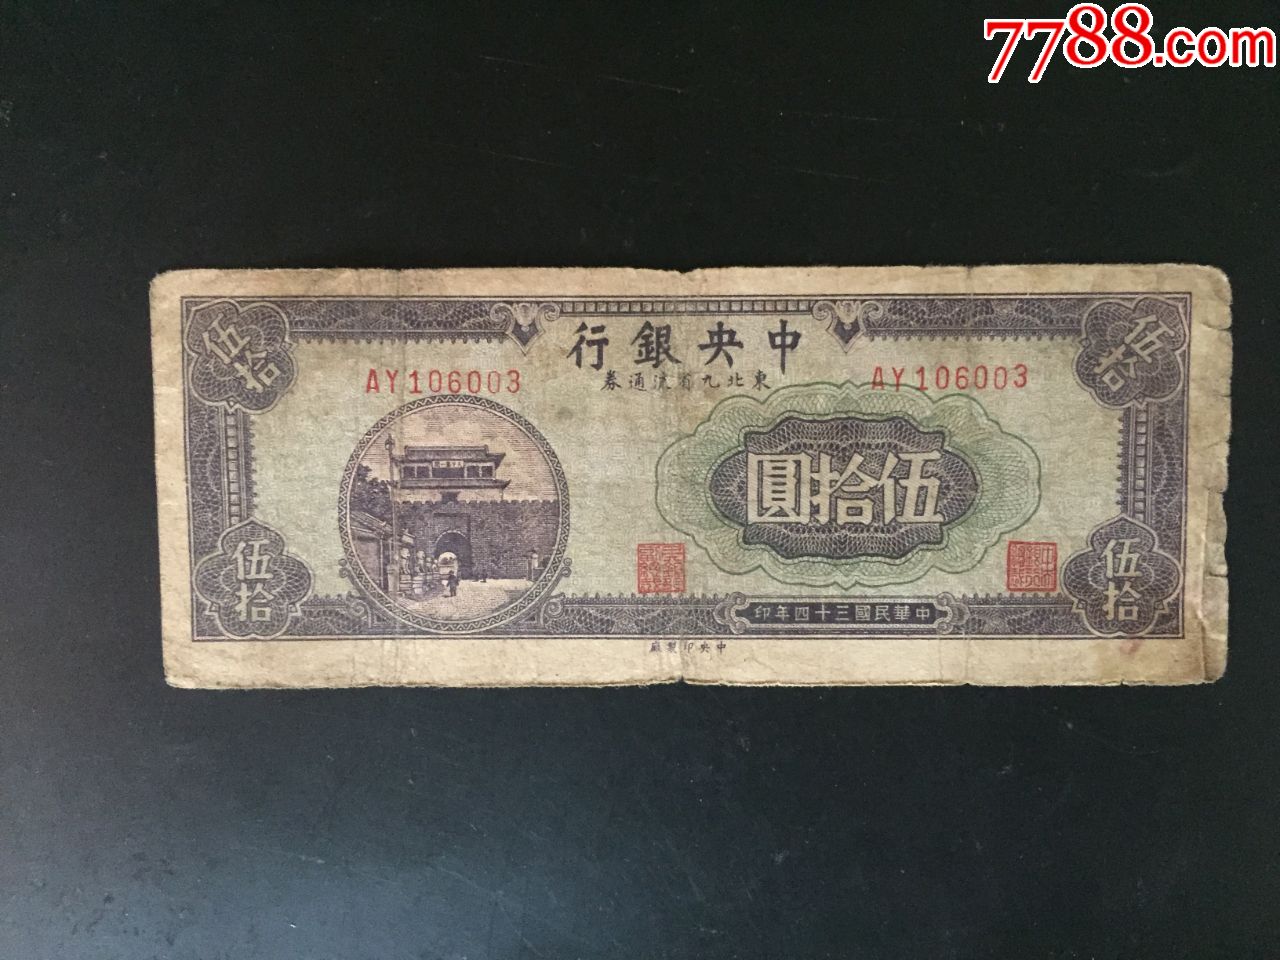 7788.com
中央銀行
東北九省流通券
AY106003
AY106003
伍拾
伍拾
伍拾圓
伍拾
伍拾
中華民國三十四年印
中央印製廠